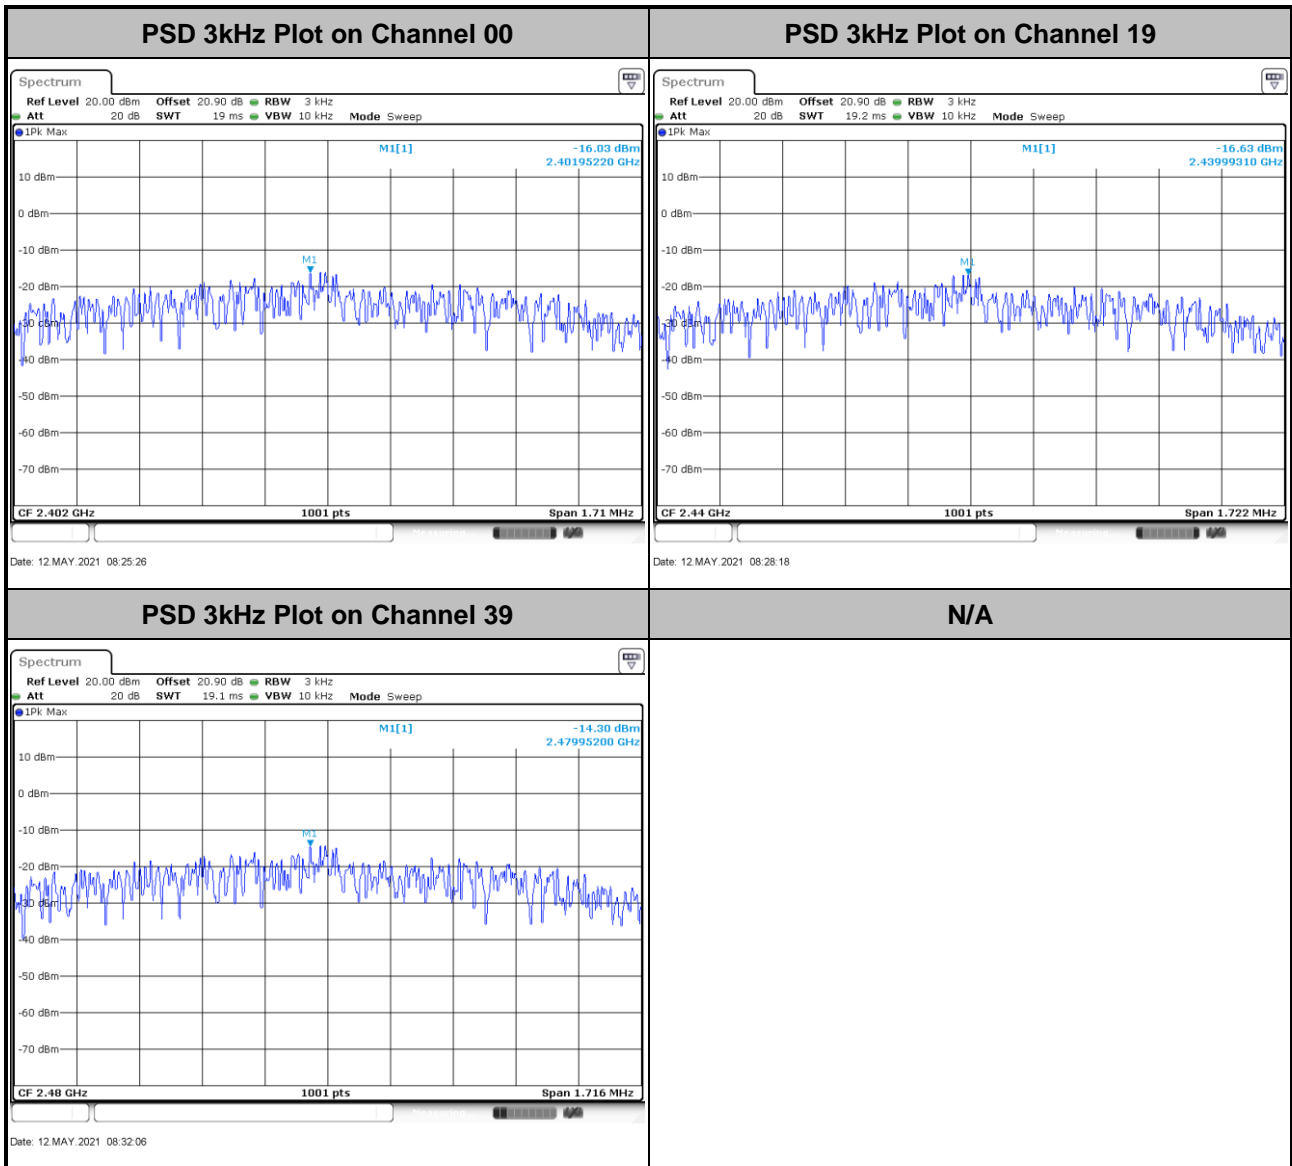 PSD 3kHz Plot on Channel 00
PSD 3kHz Plot on Channel 19
Spectrum
Ref Level 20.00 dBm Offset 20.90 dB RBW 3 kHz
Att 20 dB SWT 19 ms VBW 10 kHz Mode Sweep
1Pk Max
M1[1] -16.03 dBm
2.40195220 GHz
10 dBm
0 dBm
-10 dBm
M1
-20 dBm
-30 dBm
-40 dBm
-50 dBm
-60 dBm
-70 dBm
CF 2.402 GHz 1001 pts Span 1.71 MHz
Measuring
Date: 12.MAY.2021 08:25:26
Spectrum
Ref Level 20.00 dBm Offset 20.90 dB RBW 3 kHz
Att 20 dB SWT 19.2 ms VBW 10 kHz Mode Sweep
1Pk Max
M1[1] -16.63 dBm
2.43999310 GHz
10 dBm
0 dBm
-10 dBm
M1
-20 dBm
-30 dBm
-40 dBm
-50 dBm
-60 dBm
-70 dBm
CF 2.44 GHz 1001 pts Span 1.722 MHz
Measuring
Date: 12.MAY.2021 08:28:18
PSD 3kHz Plot on Channel 39
N/A
Spectrum
Ref Level 20.00 dBm Offset 20.90 dB RBW 3 kHz
Att 20 dB SWT 19.1 ms VBW 10 kHz Mode Sweep
1Pk Max
M1[1] -14.30 dBm
2.47995200 GHz
10 dBm
0 dBm
-10 dBm
M1
-20 dBm
-30 dBm
-40 dBm
-50 dBm
-60 dBm
-70 dBm
CF 2.48 GHz 1001 pts Span 1.716 MHz
Measuring
Date: 12.MAY.2021 08:32:06